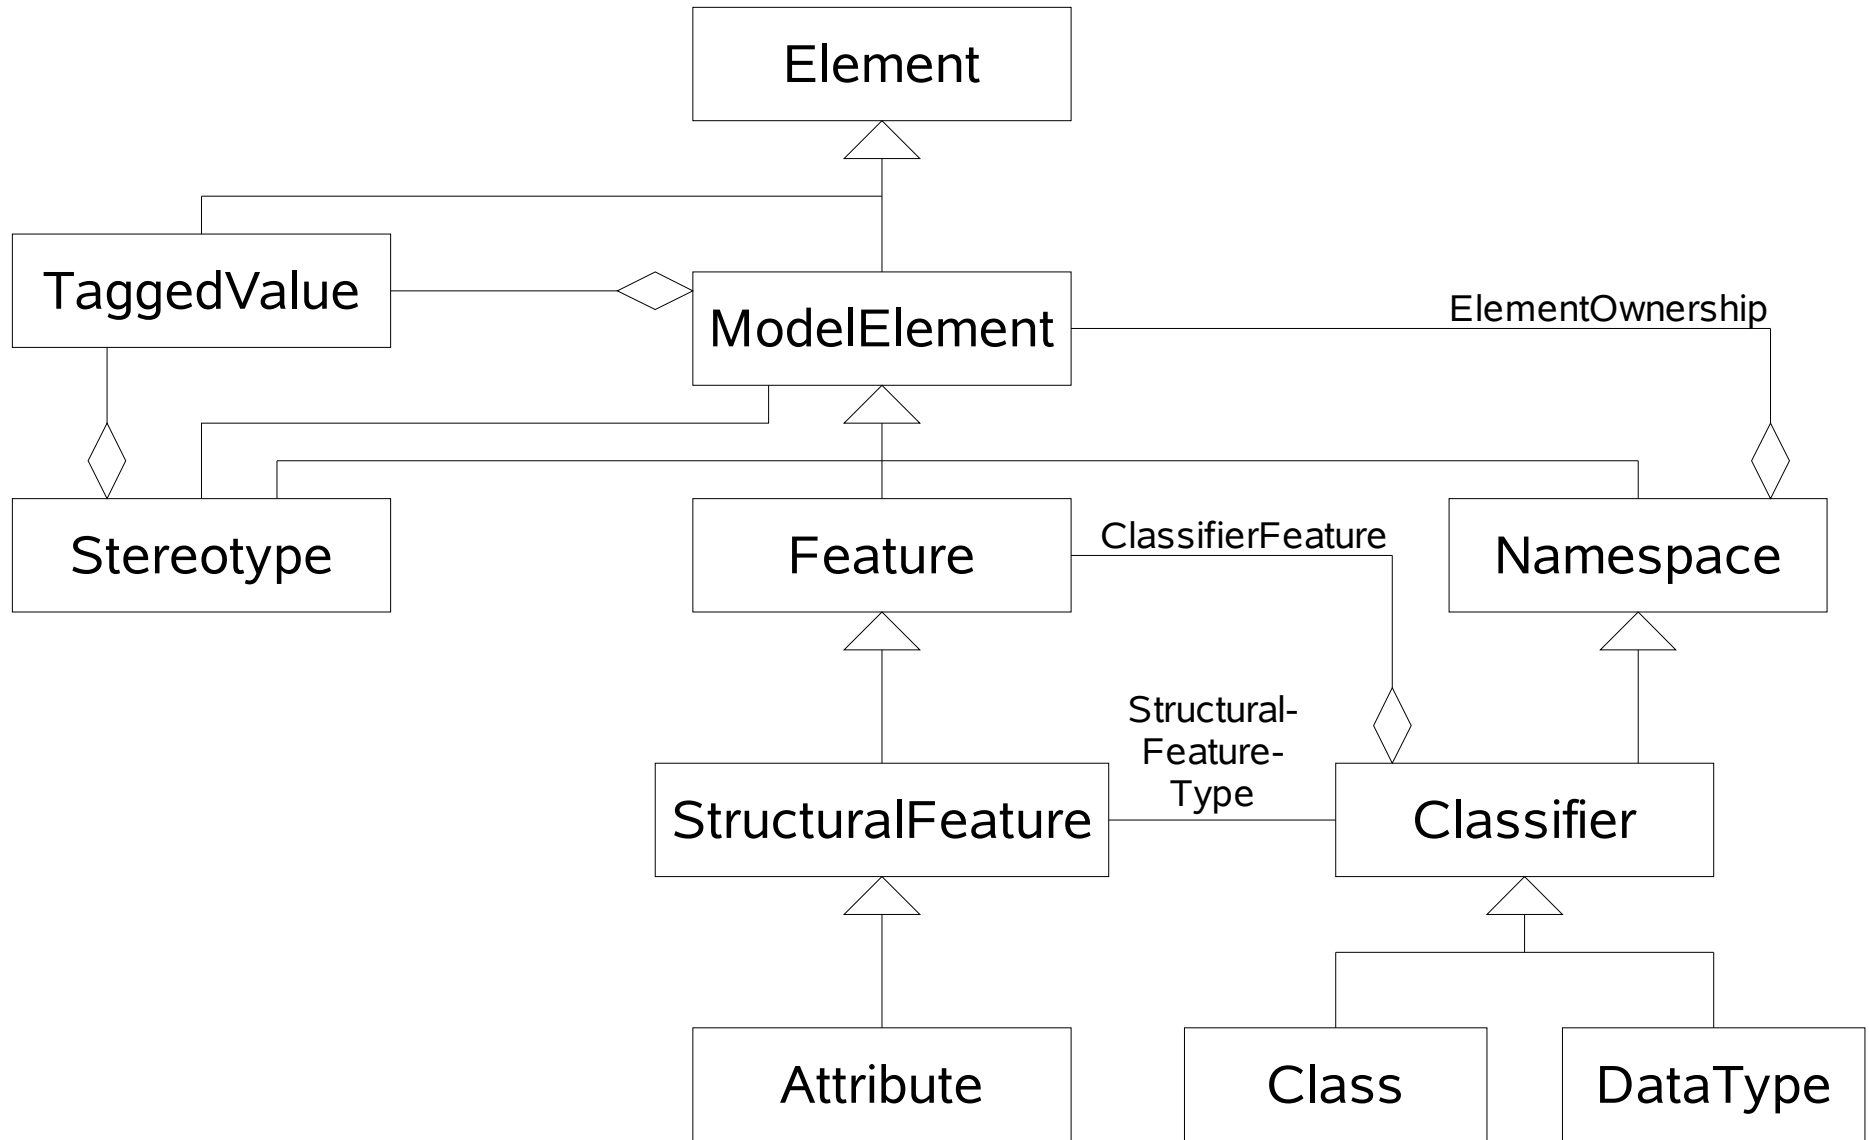 Element
TaggedValue
ModelElement
ElementOwnership
Stereotype
Feature
ClassifierFeature
Namespace
Structural-
Feature-
Type
StructuralFeature
Classifier
Attribute
Class
DataType